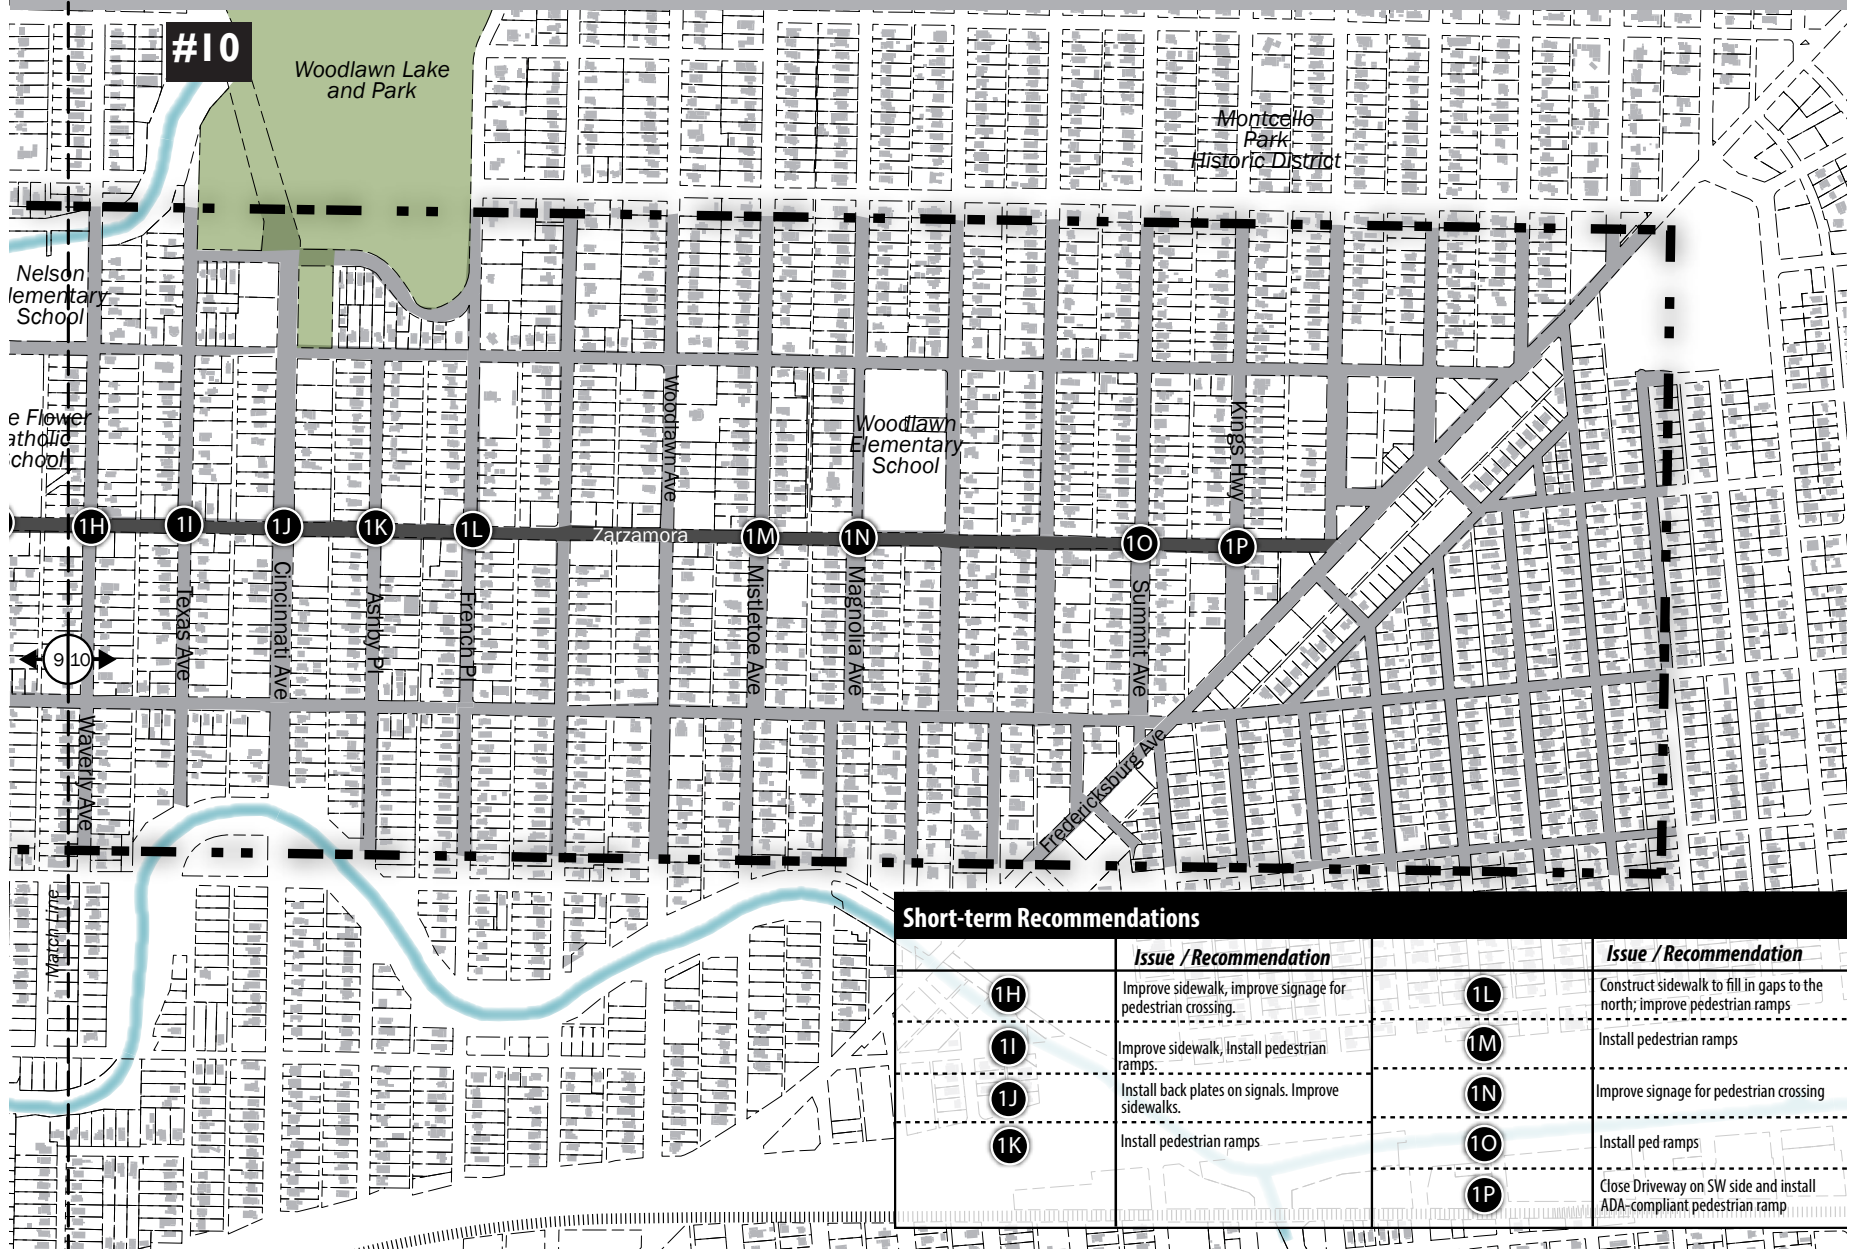 #10
Woodlawn Lake
and Park
Montcello
Park
Historic District
Nelson
lementary
School
e Flower
atholic
chool
Woodlawn Ave
Woodlawn
Elementary
School
Kings Hwy
1H
1I
1J
1K
1L
Zarzamora
1M
1N
1O
1P
Texas Ave
Cincinnati Ave
Ashby Pl
French Pl
Mistletoe Ave
Magnolia Ave
Summit Ave
9 10
Waverly Ave
Fredericksburg Ave
Match Line
Short-term Recommendations
Issue / Recommendation
1H
Improve sidewalk, improve signage for
pedestrian crossing.
1I
Improve sidewalk, Install pedestrian
ramps.
1J
Install back plates on signals. Improve
sidewalks.
1K
Install pedestrian ramps
Issue / Recommendation
1L
Construct sidewalk to fill in gaps to the
north; improve pedestrian ramps
1M
Install pedestrian ramps
1N
Improve signage for pedestrian crossing
1O
Install ped ramps
1P
Close Driveway on SW side and install
ADA-compliant pedestrian ramp